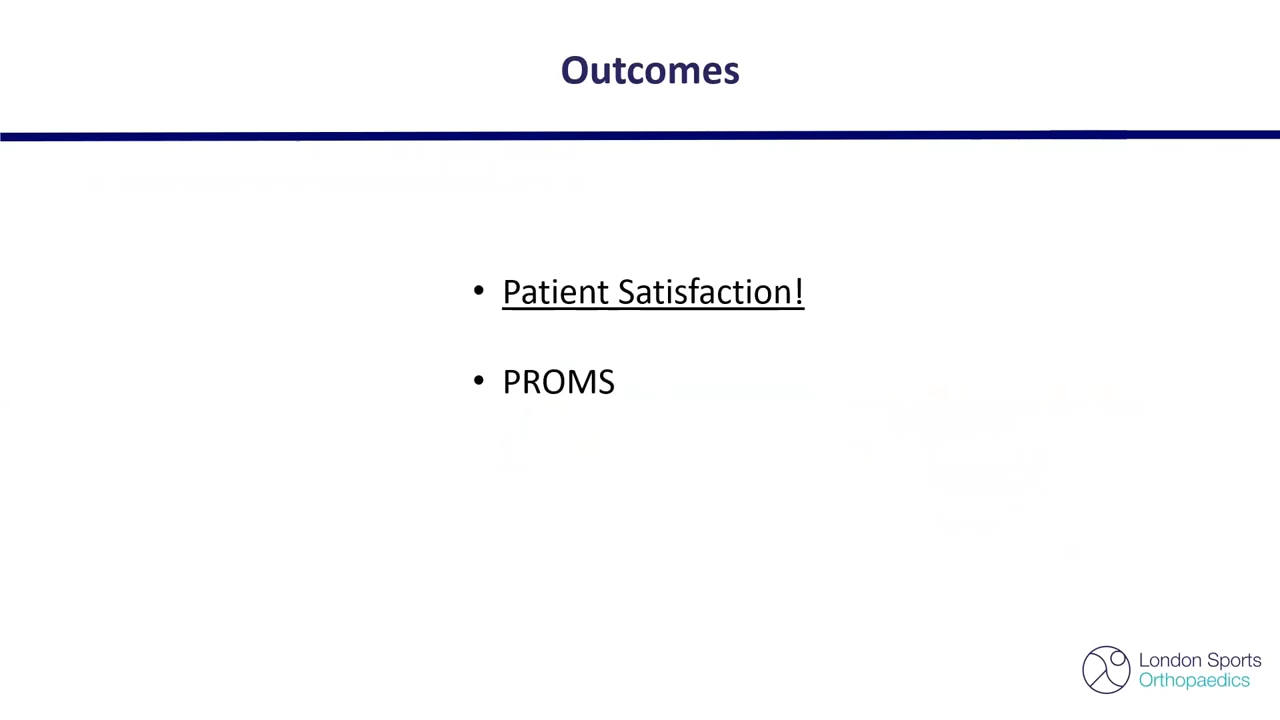 Outcomes
• Patient Satisfaction!
• PROMS
London Sports
Orthopaedics